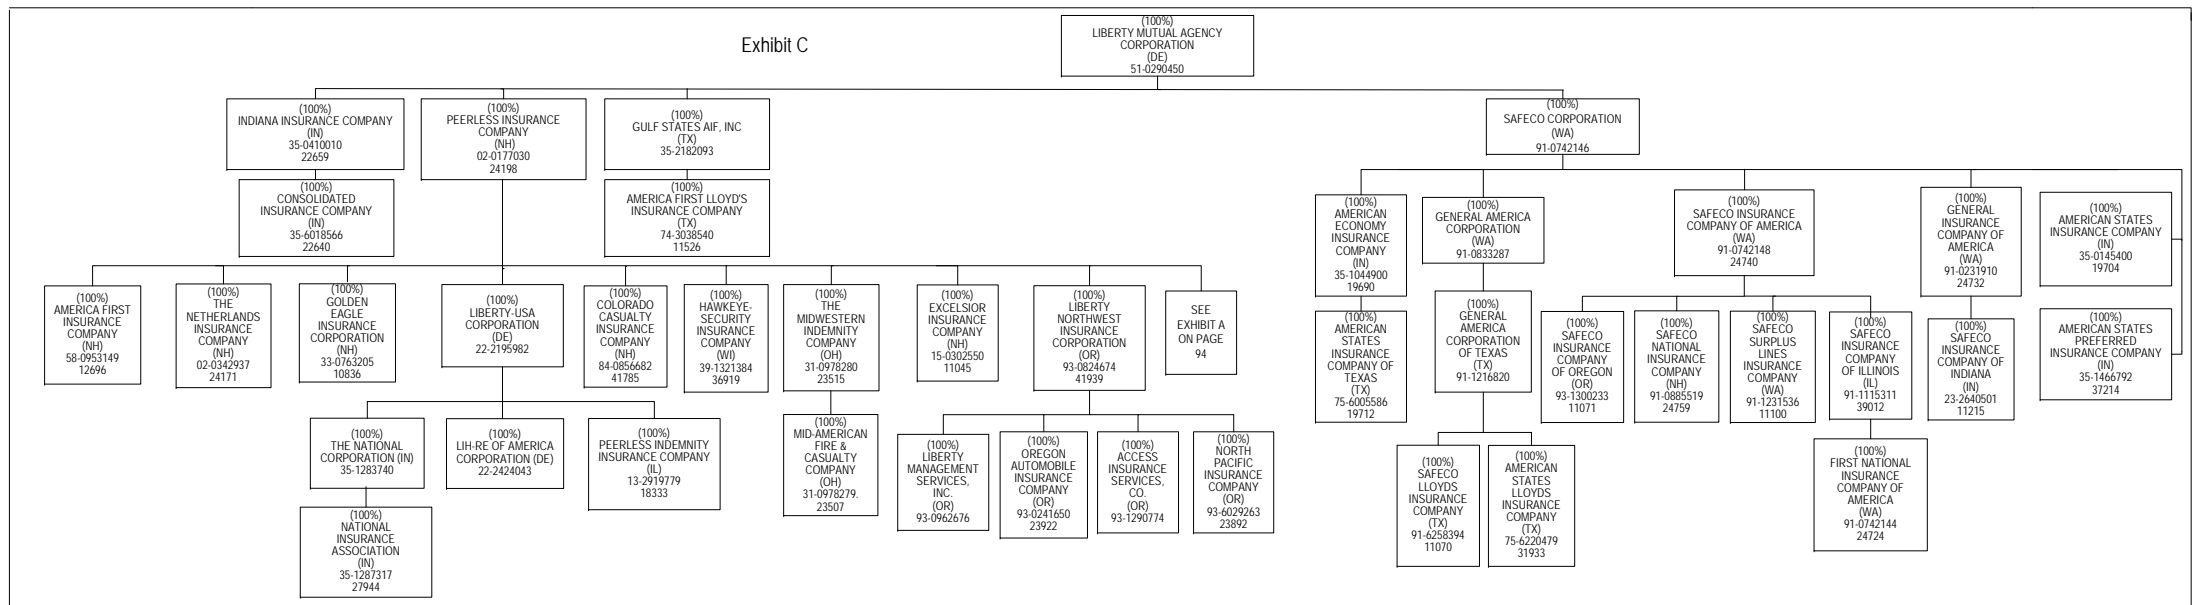 Exhibit C
(100%)
LIBERTY MUTUAL AGENCY
CORPORATION
(DE)
51-0290450
(100%)
INDIANA INSURANCE COMPANY
(IN)
35-0410010
22659
(100%)
PEERLESS INSURANCE
COMPANY
(NH)
02-0177030
24198
(100%)
GULF STATES AIF, INC
(TX)
35-2182093
(100%)
SAFECO CORPORATION
(WA)
91-0742146
(100%)
CONSOLIDATED
INSURANCE COMPANY
(IN)
35-6018566
22640
(100%)
AMERICA FIRST LLOYD'S
INSURANCE COMPANY
(TX)
74-3038540
11526
(100%)
AMERICAN
ECONOMY
INSURANCE
COMPANY
(IN)
35-1044900
19690
(100%)
GENERAL AMERICA
CORPORATION
(WA)
91-0833287
(100%)
SAFECO INSURANCE
COMPANY OF AMERICA
(WA)
91-0742148
24740
(100%)
GENERAL
INSURANCE
COMPANY OF
AMERICA
(WA)
91-0231910
24732
(100%)
AMERICAN STATES
INSURANCE COMPANY
(IN)
35-0145400
19704
(100%)
AMERICA FIRST
INSURANCE
COMPANY
(NH)
58-0953149
12696
(100%)
THE
NETHERLANDS
INSURANCE
COMPANY
(NH)
02-0342937
24171
(100%)
GOLDEN
EAGLE
INSURANCE
CORPORATION
(NH)
33-0763205
10836
(100%)
LIBERTY-USA
CORPORATION
(DE)
22-2195982
(100%)
COLORADO
CASUALTY
INSURANCE
COMPANY
(NH)
84-0856682
41785
(100%)
HAWKEYE-
SECURITY
INSURANCE
COMPANY
(WI)
39-1321384
36919
(100%)
THE
MIDWESTERN
INDEMNITY
COMPANY
(OH)
31-0978280
23515
(100%)
EXCELSIOR
INSURANCE
COMPANY
(NH)
15-0302550
11045
(100%)
LIBERTY
NORTHWEST
INSURANCE
CORPORATION
(OR)
93-0824674
41939
SEE
EXHIBIT A
ON PAGE
94
(100%)
AMERICAN
STATES
INSURANCE
COMPANY OF
TEXAS
(TX)
75-6005586
19712
(100%)
GENERAL
AMERICA
CORPORATION
OF TEXAS
(TX)
91-1216820
(100%)
SAFECO
INSURANCE
COMPANY
OF OREGON
(OR)
93-1300233
11071
(100%)
SAFECO
NATIONAL
INSURANCE
COMPANY
(NH)
91-0885519
24759
(100%)
SAFECO
SURPLUS
LINES
INSURANCE
COMPANY
(WA)
91-1231536
11100
(100%)
SAFECO
INSURANCE
COMPANY
OF ILLINOIS
(IL)
91-1115311
39012
(100%)
SAFECO
INSURANCE
COMPANY OF
INDIANA
(IN)
23-2640501
11215
(100%)
AMERICAN STATES
PREFERRED
INSURANCE COMPANY
(IN)
35-1466792
37214
(100%)
THE NATIONAL
CORPORATION (IN)
35-1283740
(100%)
LIH-RE OF AMERICA
CORPORATION (DE)
22-2424043
(100%)
PEERLESS INDEMNITY
INSURANCE COMPANY
(IL)
13-2919779
18333
(100%)
MID-AMERICAN
FIRE &
CASUALTY
COMPANY
(OH)
31-0978279.
23507
(100%)
LIBERTY
MANAGEMENT
SERVICES,
INC.
(OR)
93-0962676
(100%)
OREGON
AUTOMOBILE
INSURANCE
COMPANY
(OR)
93-0241650
23922
(100%)
ACCESS
INSURANCE
SERVICES,
CO.
(OR)
93-1290774
(100%)
NORTH
PACIFIC
INSURANCE
COMPANY
(OR)
93-6029263
23892
(100%)
SAFECO
LLOYDS
INSURANCE
COMPANY
(TX)
91-6258394
11070
(100%)
AMERICAN
STATES
LLOYDS
INSURANCE
COMPANY
(TX)
75-6220479
31933
(100%)
FIRST NATIONAL
INSURANCE
COMPANY OF
AMERICA
(WA)
91-0742144
24724
(100%)
NATIONAL
INSURANCE
ASSOCIATION
(IN)
35-1287317
27944